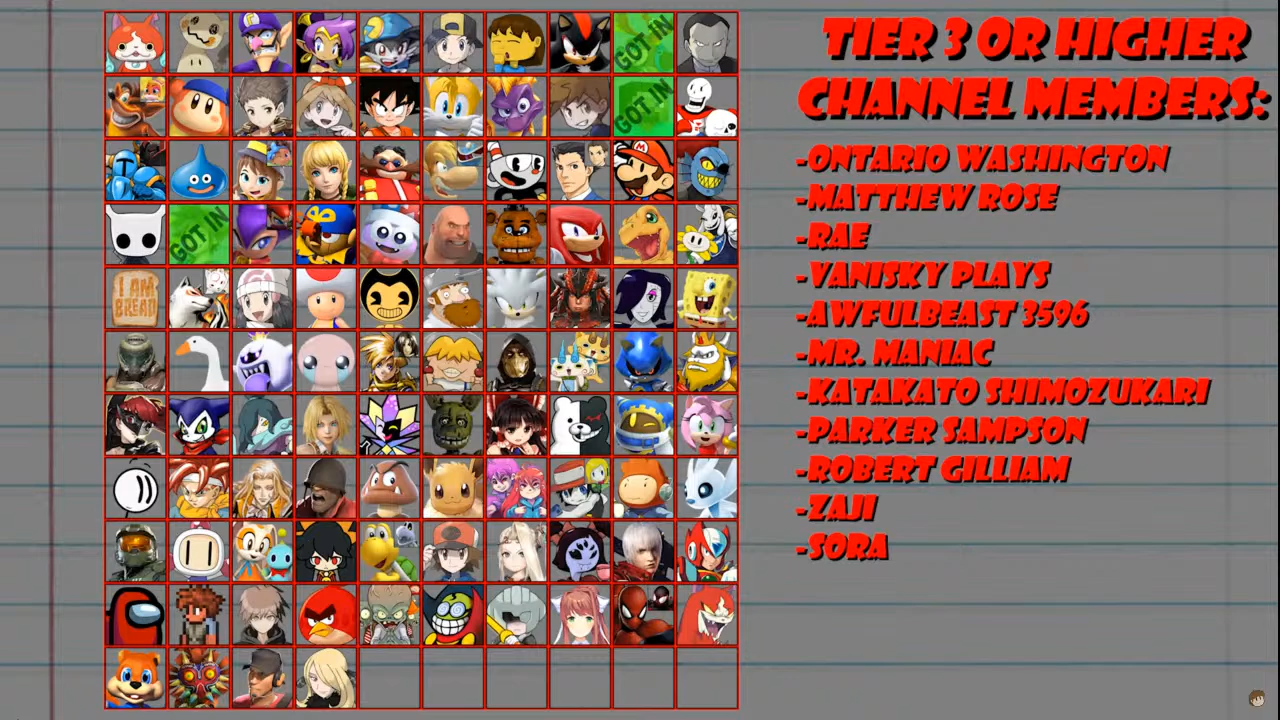 TIER 3 OR HIGHER
CHANNEL MEMBERS:
-ONTARIO WASHINGTON
-MATTHEW ROSE
-RAE
-VANISKY PLAYS
-AWFULBEAST 3596
-MR. MANIAC
-KATAKATO SHIMOZUKARI
-PARKER SAMPSON
-ROBERT GILLIAM
-ZAJI
-SORA
GOT IN
GOT IN
GOT IN
I AM
BREAD